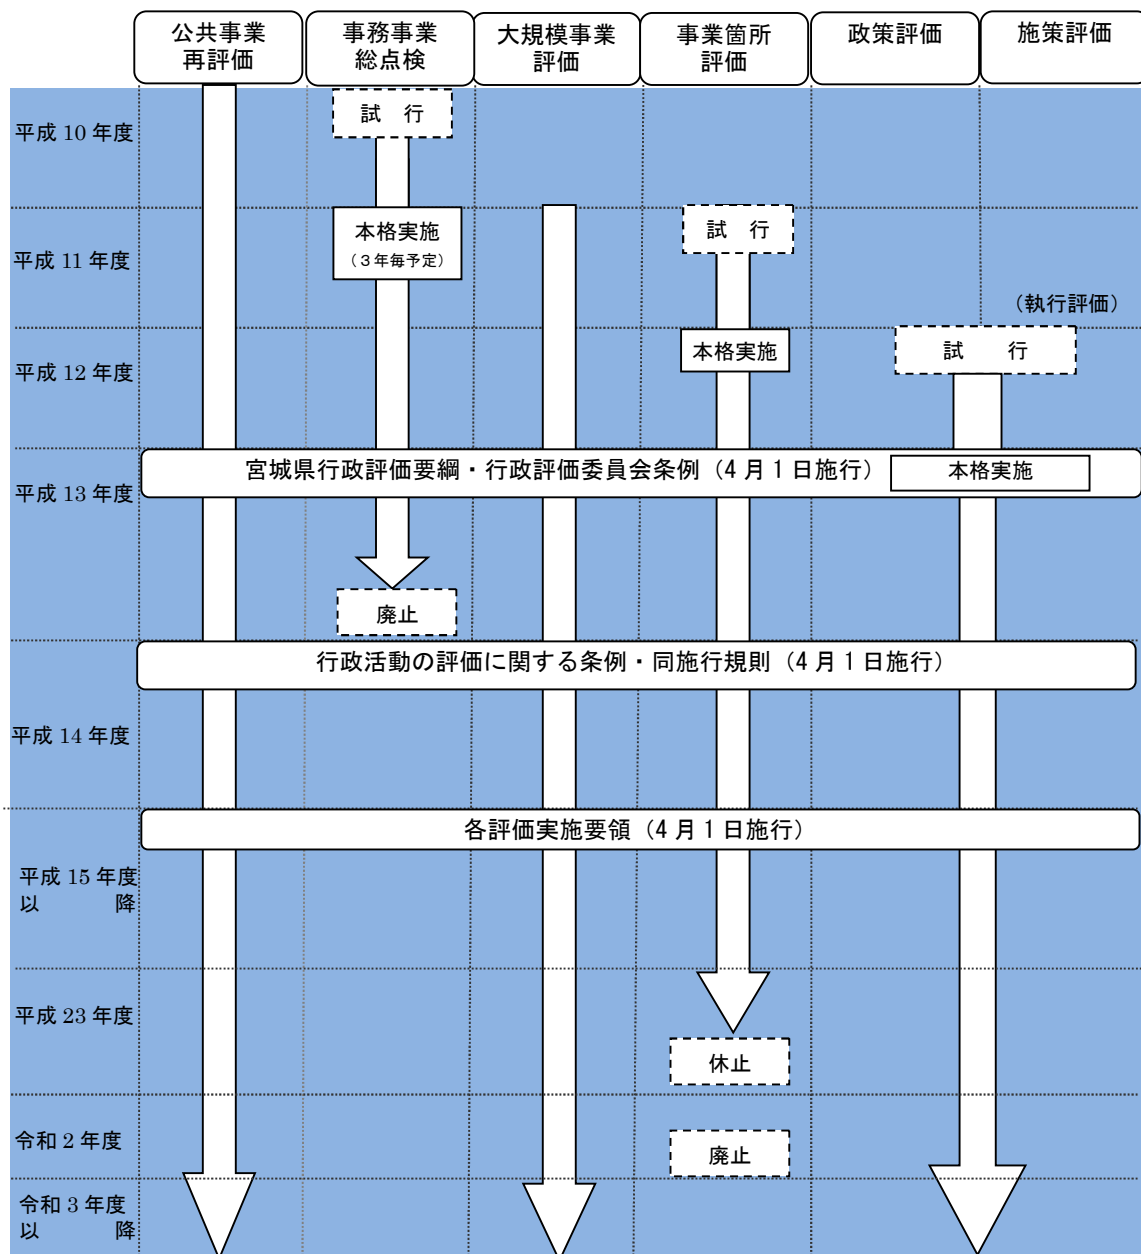 公共事業
再評価
事務事業
総点検
大規模事業
評価
事業箇所
評価
政策評価
施策評価
平成 10 年度
試　行
平成 11 年度
本格実施
（３年毎予定）
試　行
（執行評価）
平成 12 年度
本格実施
試　　行
平成 13 年度
宮城県行政評価要綱・行政評価委員会条例（4 月 1 日施行）
本格実施
廃止
行政活動の評価に関する条例・同施行規則（4 月 1 日施行）
平成 14 年度
各評価実施要領（4 月 1 日施行）
平成 15 年度
以　　　降
平成 23 年度
休止
令和 2 年度
廃止
令和 3 年度
以　　　降